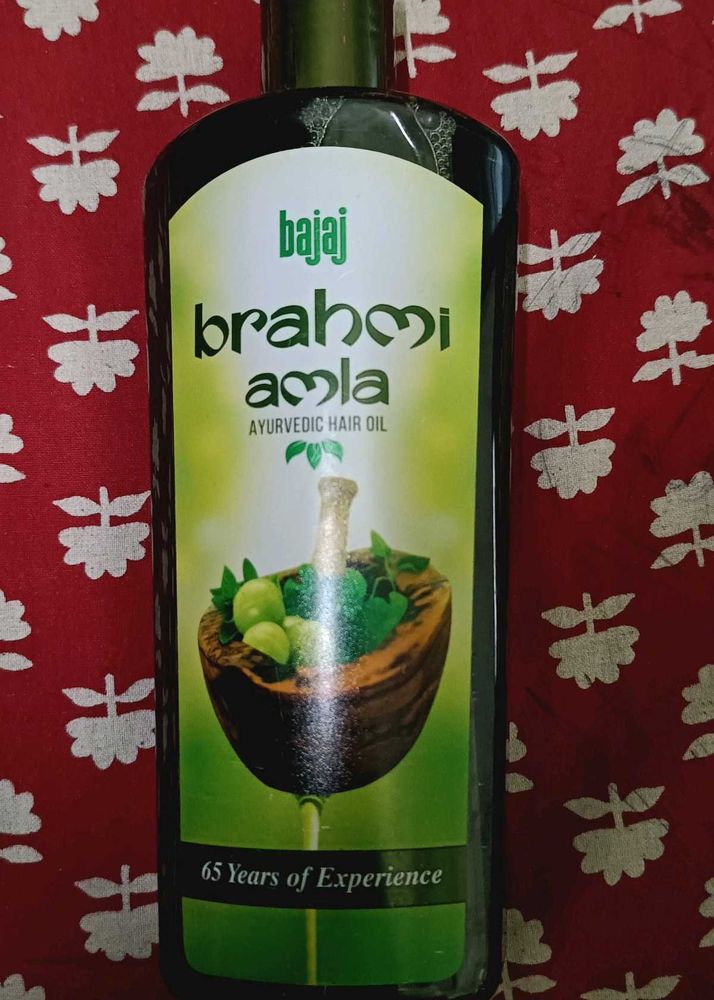 bajaj
brahmi
amla
AYURVEDIC HAIR OIL
65 Years of Experience